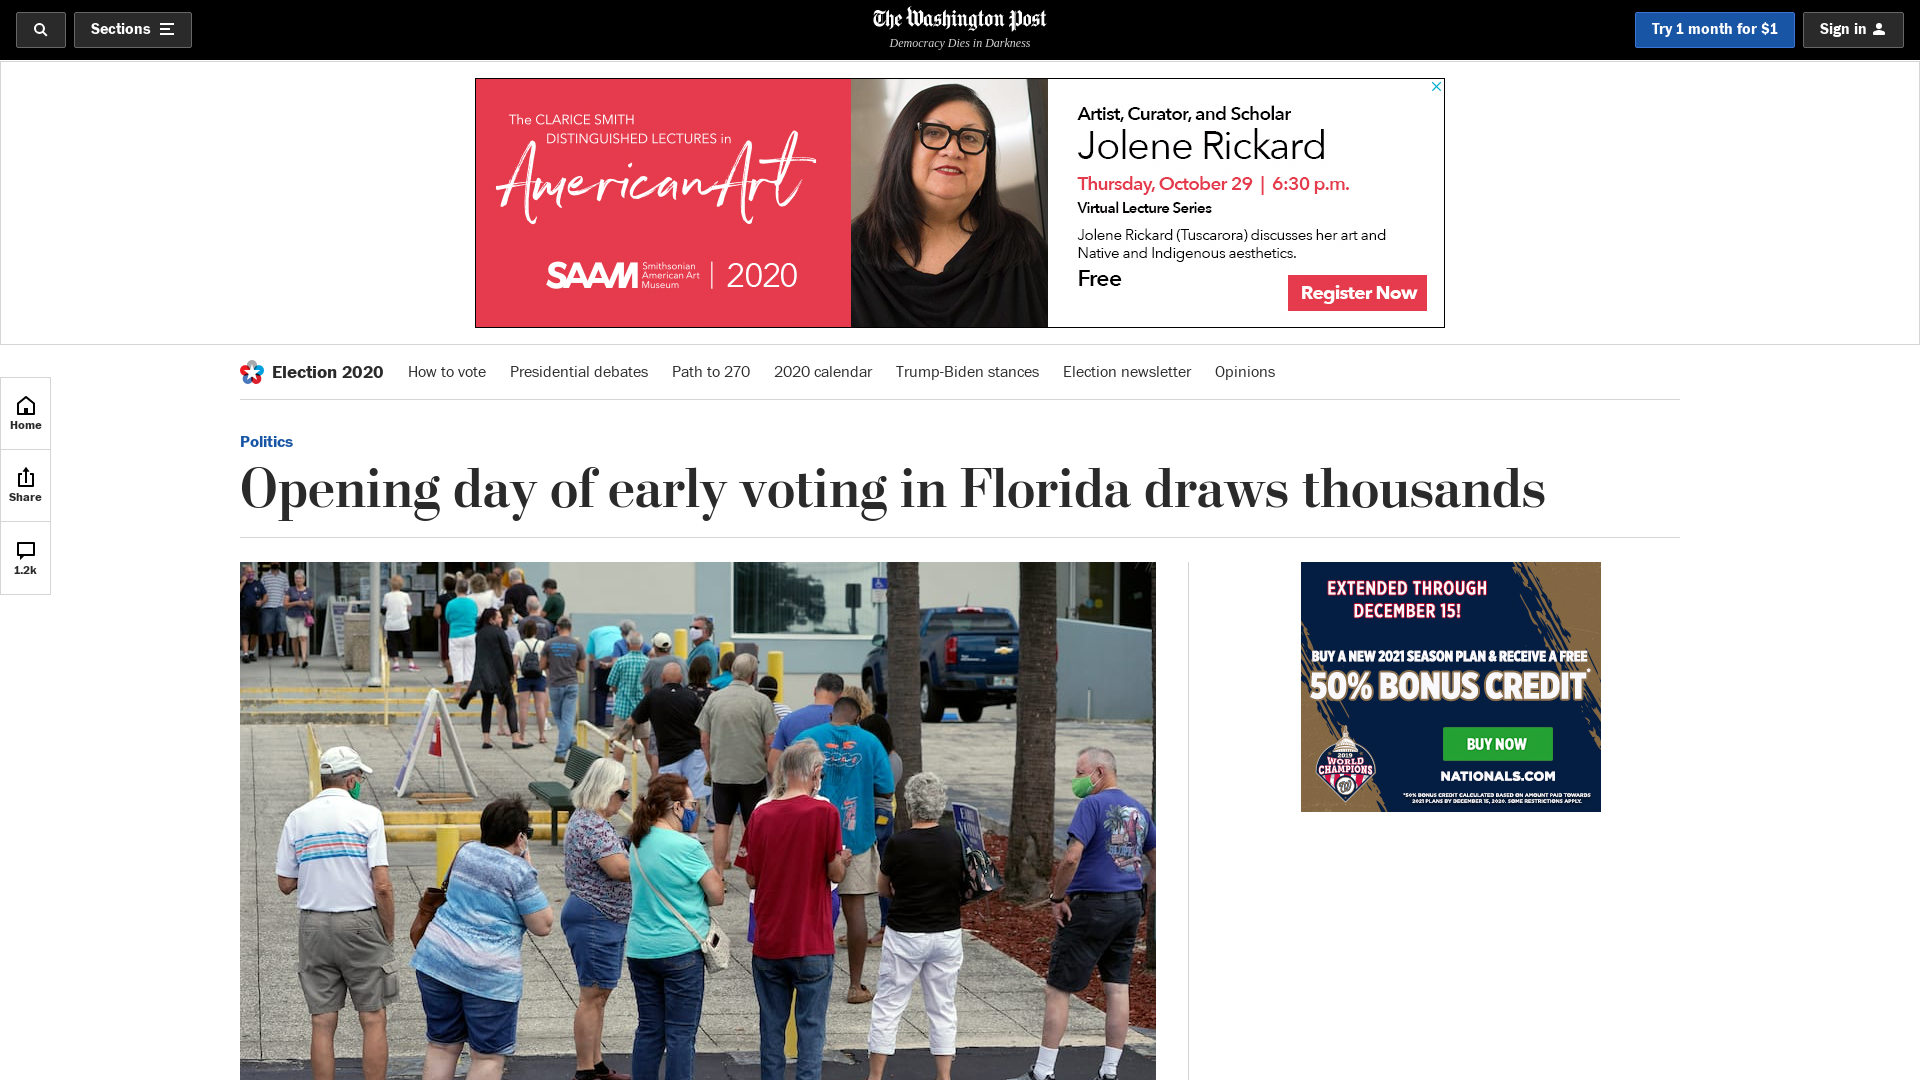 Sections
The Washington Post
Democracy Dies in Darkness
Try 1 month for $1
Sign in
The CLARICE SMITH
DISTINGUISHED LECTURES in
American Art
SAAM
Smithsonian
American Art
Museum
2020
Artist, Curator, and Scholar
Jolene Rickard
Thursday, October 29 | 6:30 p.m.
Virtual Lecture Series
Jolene Rickard (Tuscarora) discusses her art and
Native and Indigenous aesthetics.
Free
Register Now
Election 2020
How to vote
Presidential debates
Path to 270
2020 calendar
Trump-Biden stances
Election newsletter
Opinions
Home
Share
1.2k
Politics
Opening day of early voting in Florida draws thousands
EXTENDED THROUGH
DECEMBER 15!
BUY A NEW 2021 SEASON PLAN & RECEIVE A FREE
50% BONUS CREDIT*
BUY NOW
2019
WORLD
CHAMPIONS
W
NATIONALS.COM
*50% BONUS CREDIT CALCULATED BASED ON AMOUNT PAID TOWARDS
2021 PLANS BY DECEMBER 15, 2020. SOME RESTRICTIONS APPLY.